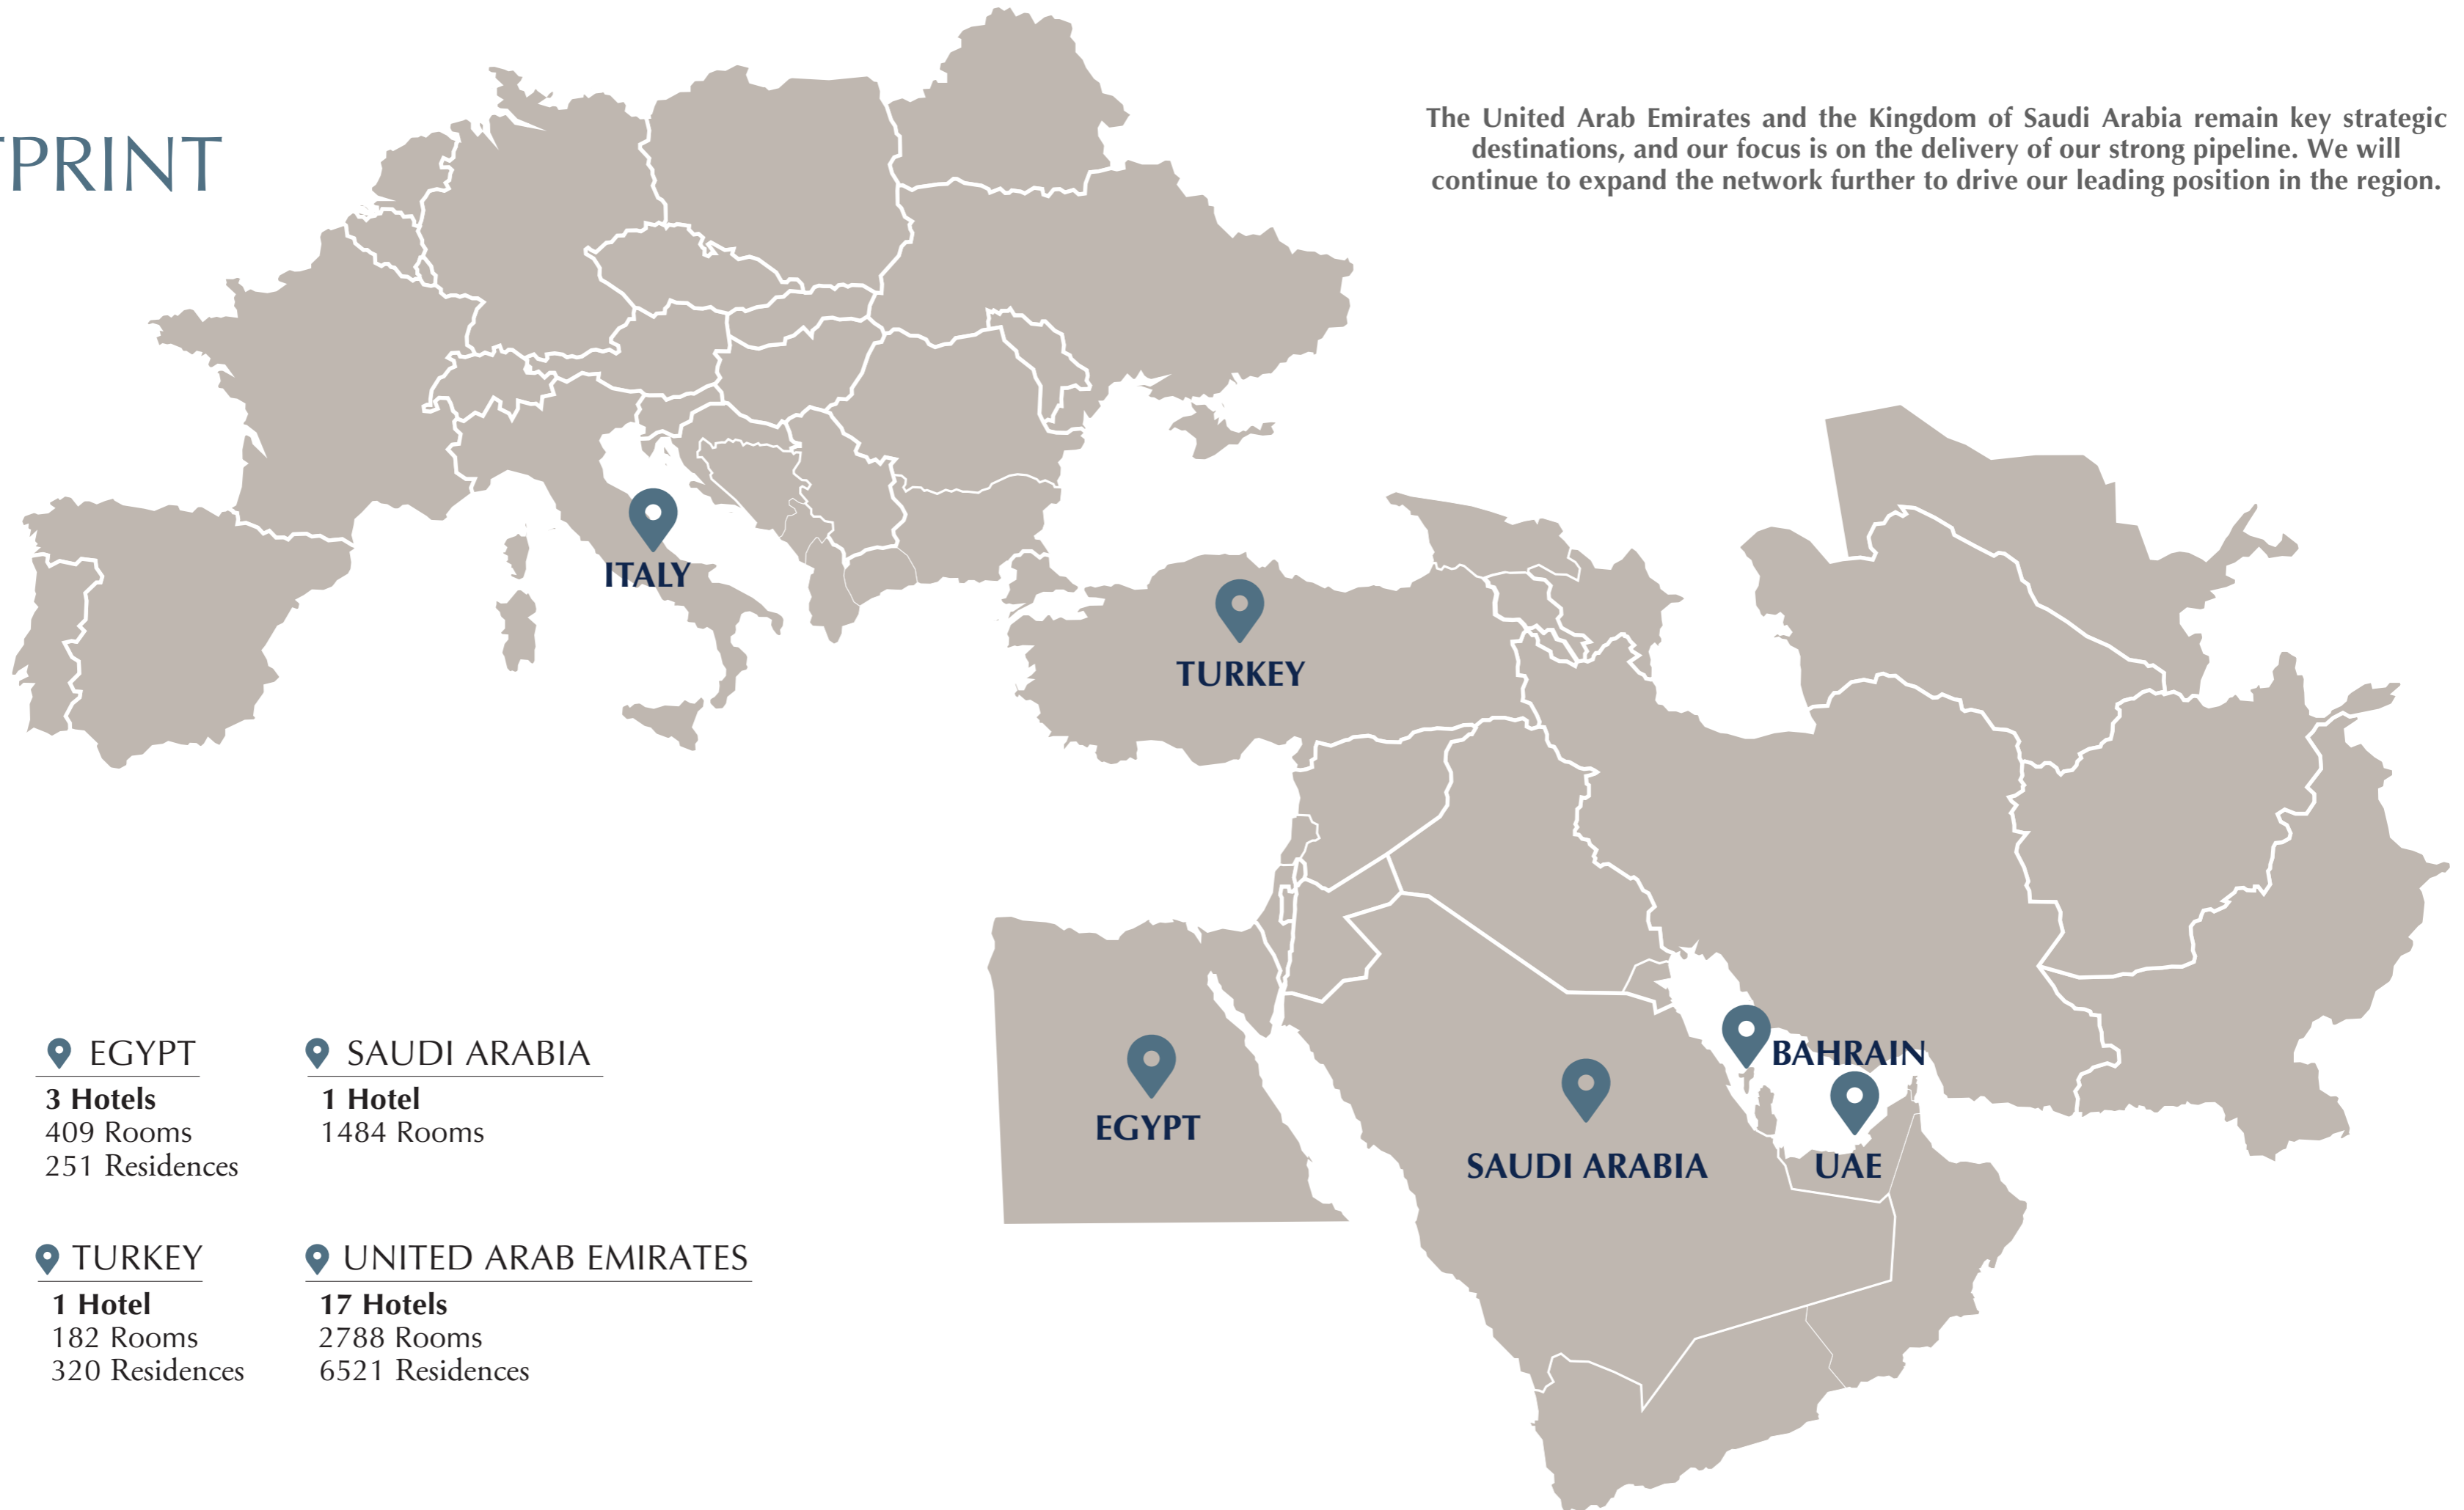 TPRINT
The United Arab Emirates and the Kingdom of Saudi Arabia remain key strategic
destinations, and our focus is on the delivery of our strong pipeline. We will
continue to expand the network further to drive our leading position in the region.
ITALY
TURKEY
BAHRAIN
EGYPT
SAUDI ARABIA
UAE
EGYPT
3 Hotels
409 Rooms
251 Residences
SAUDI ARABIA
1 Hotel
1484 Rooms
TURKEY
1 Hotel
182 Rooms
320 Residences
UNITED ARAB EMIRATES
17 Hotels
2788 Rooms
6521 Residences